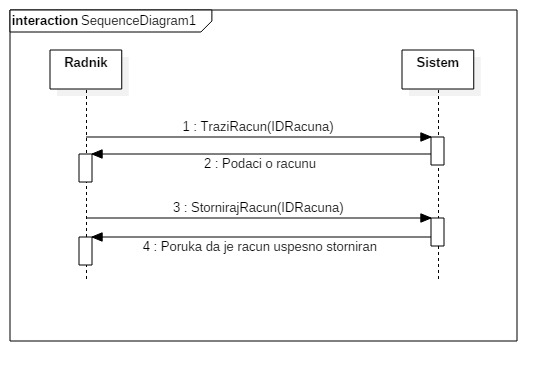 interaction SequenceDiagram1
Radnik
Sistem
1 : TraziRacun(IDRacuna)
2 : Podaci o racunu
3 : StornirajRacun(IDRacuna)
4 : Poruka da je racun uspesno storniran